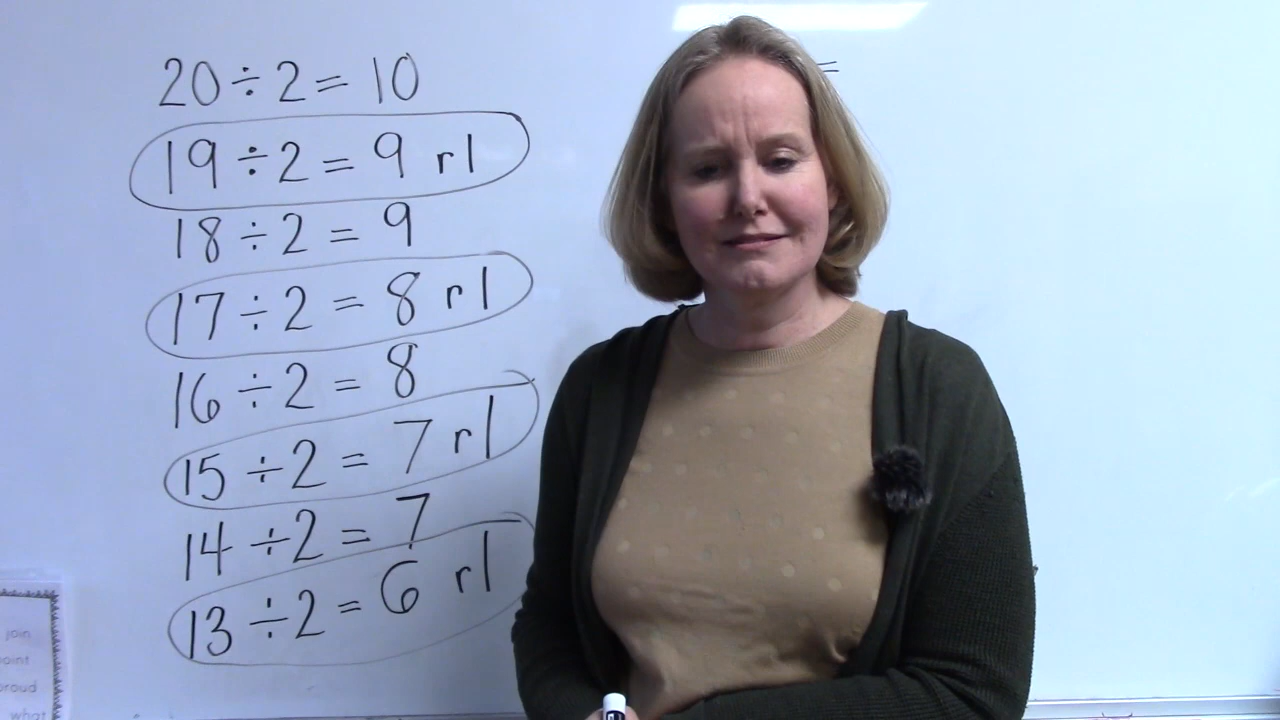 20 ÷ 2 = 10
19 ÷ 2 = 9 r1
18 ÷ 2 = 9
17 ÷ 2 = 8 r1
16 ÷ 2 = 8
15 ÷ 2 = 7 r1
14 ÷ 2 = 7
13 ÷ 2 = 6 r1
=
join
proud
what